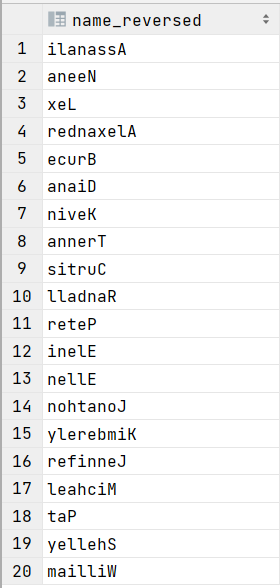 name_reversed
1 ilanassA
2 aneeN
3 xeL
4 rednaxelA
5 ecurB
6 anaiD
7 niveK
8 annerT
9 sitruC
10 lladnaR
11 reteP
12 inelE
13 nellE
14 nohtanoJ
15 ylerebmiK
16 refinneJ
17 leahciM
18 taP
19 yellehS
20 mailliW